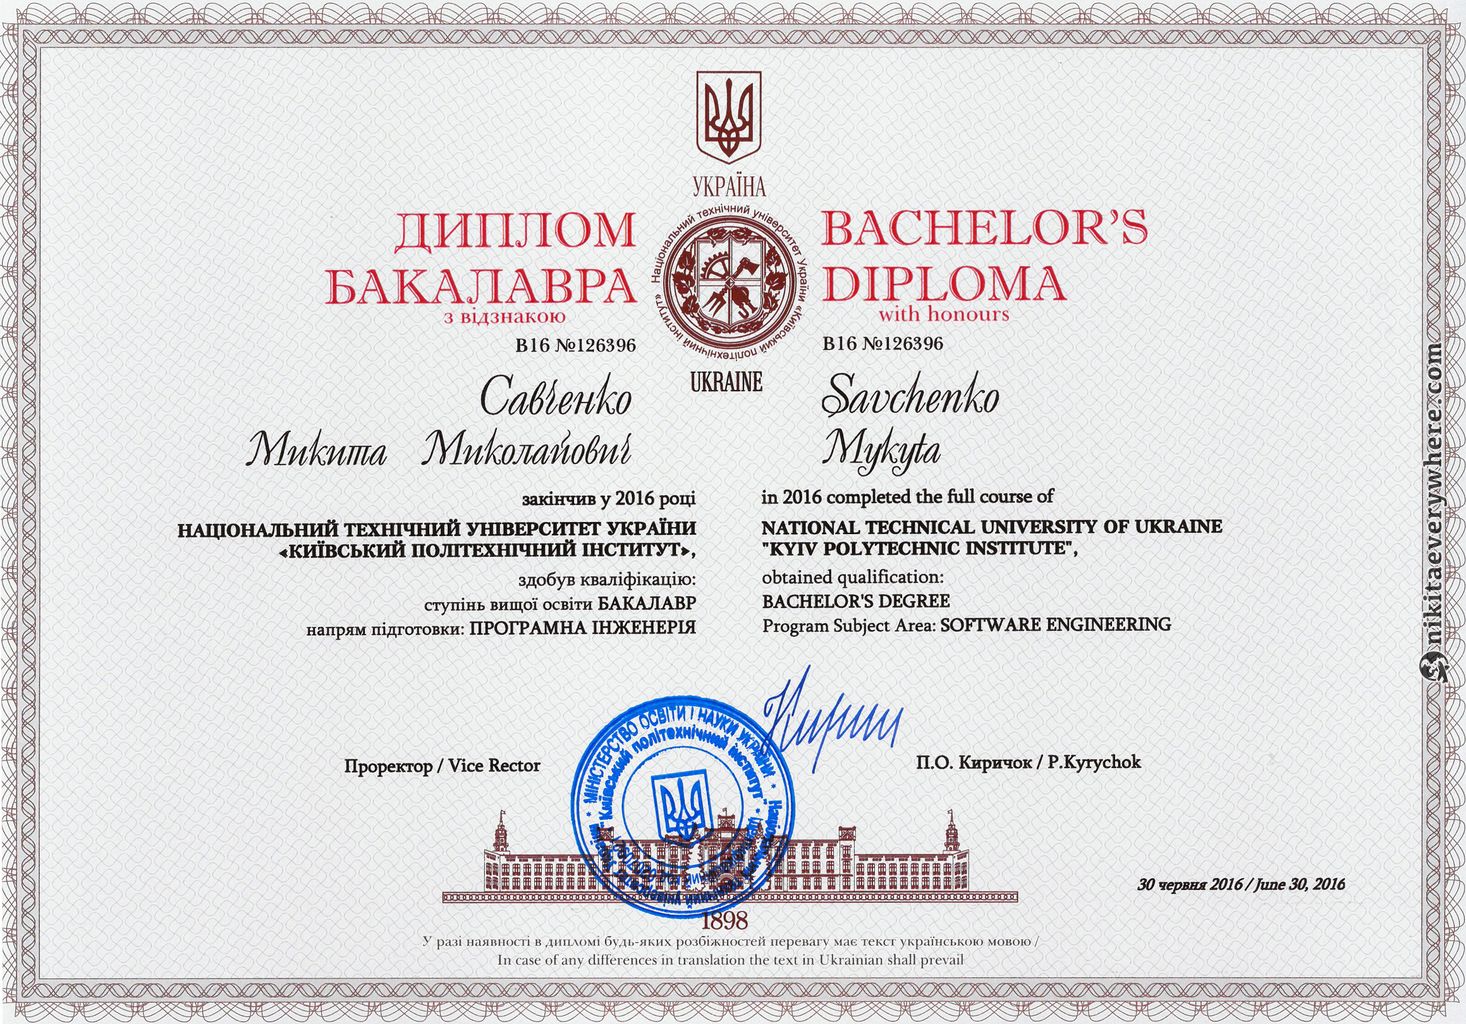 УКРАЇНА
Національний технічний університет України «Київський політехнічний інститут»
UKRAINE
ДИПЛОМ
БАКАЛАВРА
з відзнакою
В16 №126396
Савченко
Микита Миколайович
закінчив у 2016 році
НАЦІОНАЛЬНИЙ ТЕХНІЧНИЙ УНІВЕРСИТЕТ УКРАЇНИ
«КИЇВСЬКИЙ ПОЛІТЕХНІЧНИЙ ІНСТИТУТ»,
здобув кваліфікацію:
ступінь вищої освіти БАКАЛАВР
напрям підготовки: ПРОГРАМНА ІНЖЕНЕРІЯ
BACHELOR'S
DIPLOMA
with honours
B16 №126396
Savchenko
Mykyta
in 2016 completed the full course of
NATIONAL TECHNICAL UNIVERSITY OF UKRAINE
"KYIV POLYTECHNIC INSTITUTE",
obtained qualification:
BACHELOR'S DEGREE
Program Subject Area: SOFTWARE ENGINEERING
Проректор / Vice Rector
П.О. Киричок / P.Kyrychok
МІНІСТЕРСТВО ОСВІТИ І НАУКИ УКРАЇНИ
Національний технічний університет України
"Київський політехнічний інститут"
30 червня 2016 / June 30, 2016
1898
У разі наявності в дипломі будь-яких розбіжностей перевагу має текст українською мовою /
In case of any differences in translation the text in Ukrainian shall prevail
nikitaeverywhere.com